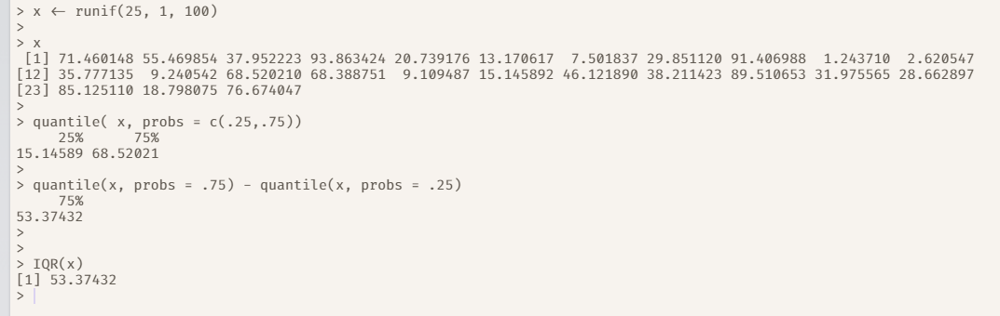 > x <- runif(25, 1, 100)
>
> x
 [1] 71.460148 55.469854 37.952223 93.863424 20.739176 13.170617  7.501837 29.851120 91.406988  1.243710  2.620547
[12] 35.777135  9.240542 68.520210 68.388751  9.109487 15.145892 46.121890 38.211423 89.510653 31.975565 28.662897
[23] 85.125110 18.798075 76.674047
>
> quantile( x, probs = c(.25,.75))
     25%      75%
15.14589 68.52021
>
> quantile(x, probs = .75) - quantile(x, probs = .25)
     75%
53.37432
>
>
> IQR(x)
[1] 53.37432
>